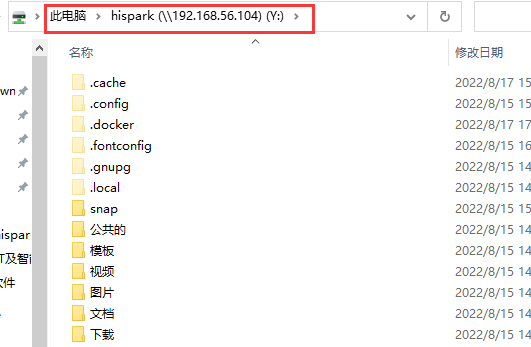 此电脑 > hispark (\\192.168.56.104) (Y:) >
名称 修改日期
.cache 2022/8/17 15
.config 2022/8/15 15
.docker 2022/8/17 17
.fontconfig 2022/8/15 16
.gnupg 2022/8/15 14
.local 2022/8/15 14
snap 2022/8/15 15
公共的 2022/8/15 14
模板 2022/8/15 14
视频 2022/8/15 14
图片 2022/8/15 14
文档 2022/8/15 14
下载 2022/8/15 14
wn
hispar
T及智能
软件